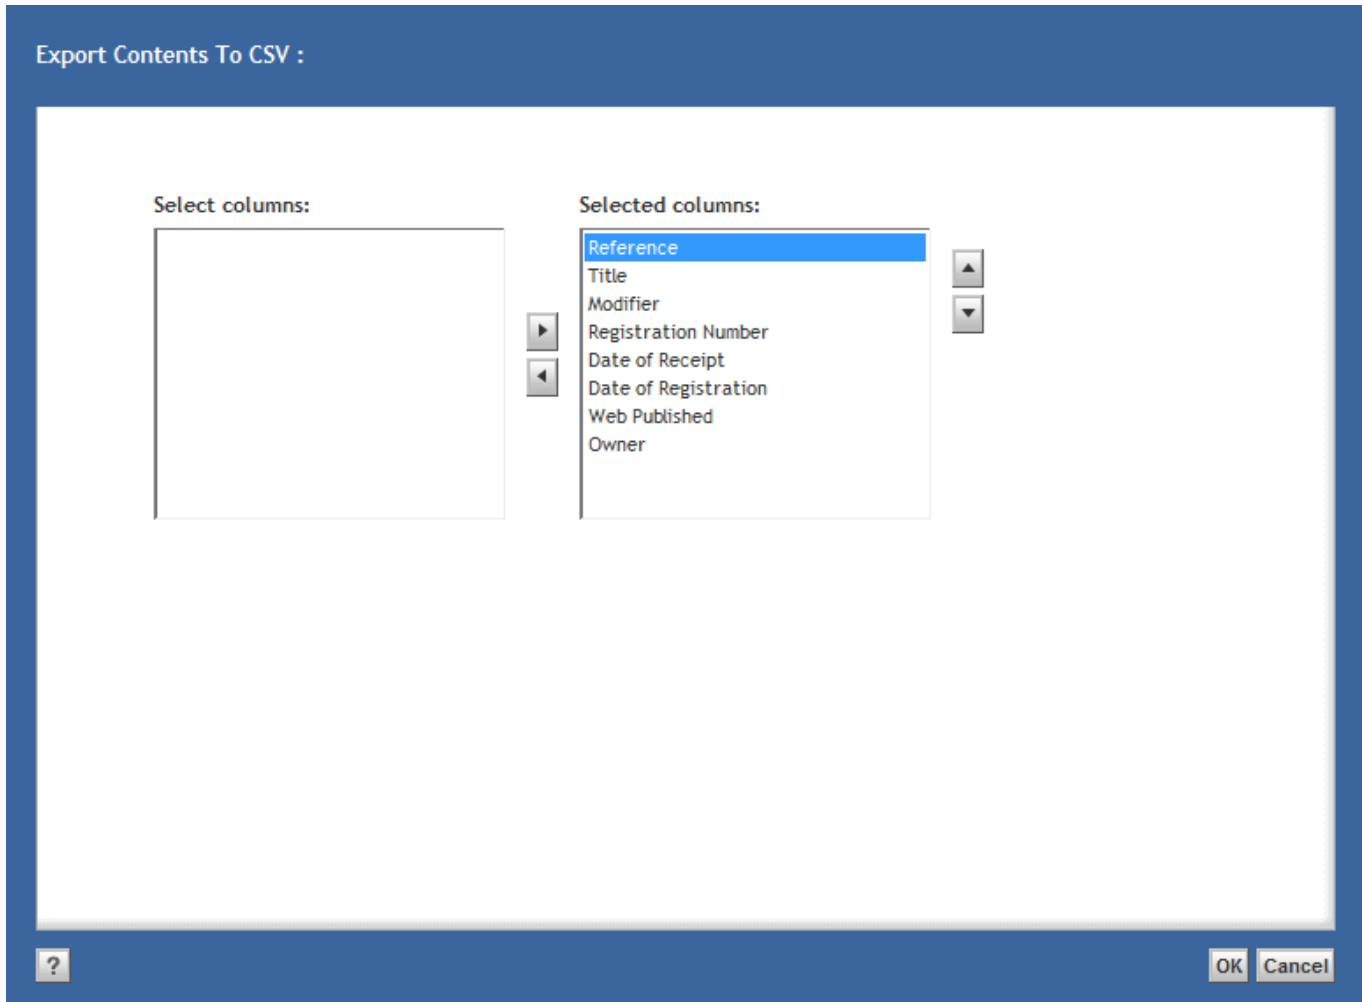 Export Contents To CSV :
Select columns:
Selected columns:
Reference
Title
Modifier
Registration Number
Date of Receipt
Date of Registration
Web Published
Owner
?
OK
Cancel